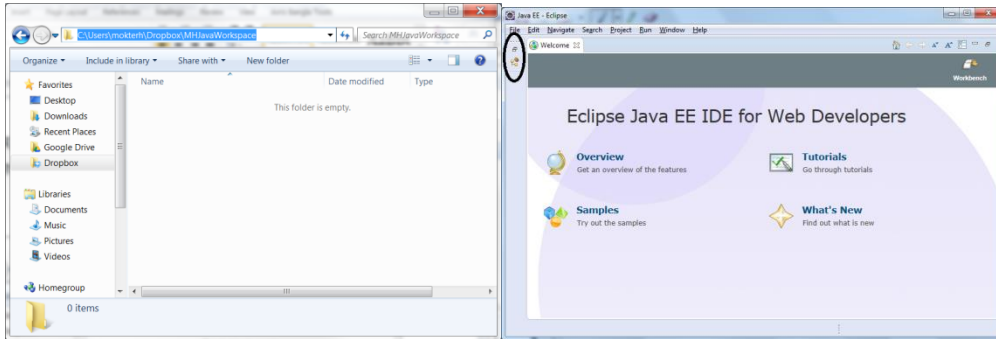 C:\Users\mokterh\Dropbox\MHJavaWorkspace
Search MHJavaWorkspace
Organize
Include in library
Share with
New folder
Name
Date modified
Type
This folder is empty.
Favorites
Desktop
Downloads
Recent Places
Google Drive
Dropbox
Libraries
Documents
Music
Pictures
Videos
Homegroup
0 items
Java EE - Eclipse
File Edit Navigate Search Project Run Window Help
Welcome
Workbench
Eclipse Java EE IDE for Web Developers
Overview
Get an overview of the features
Tutorials
Go through tutorials
Samples
Try out the samples
What's New
Find out what is new